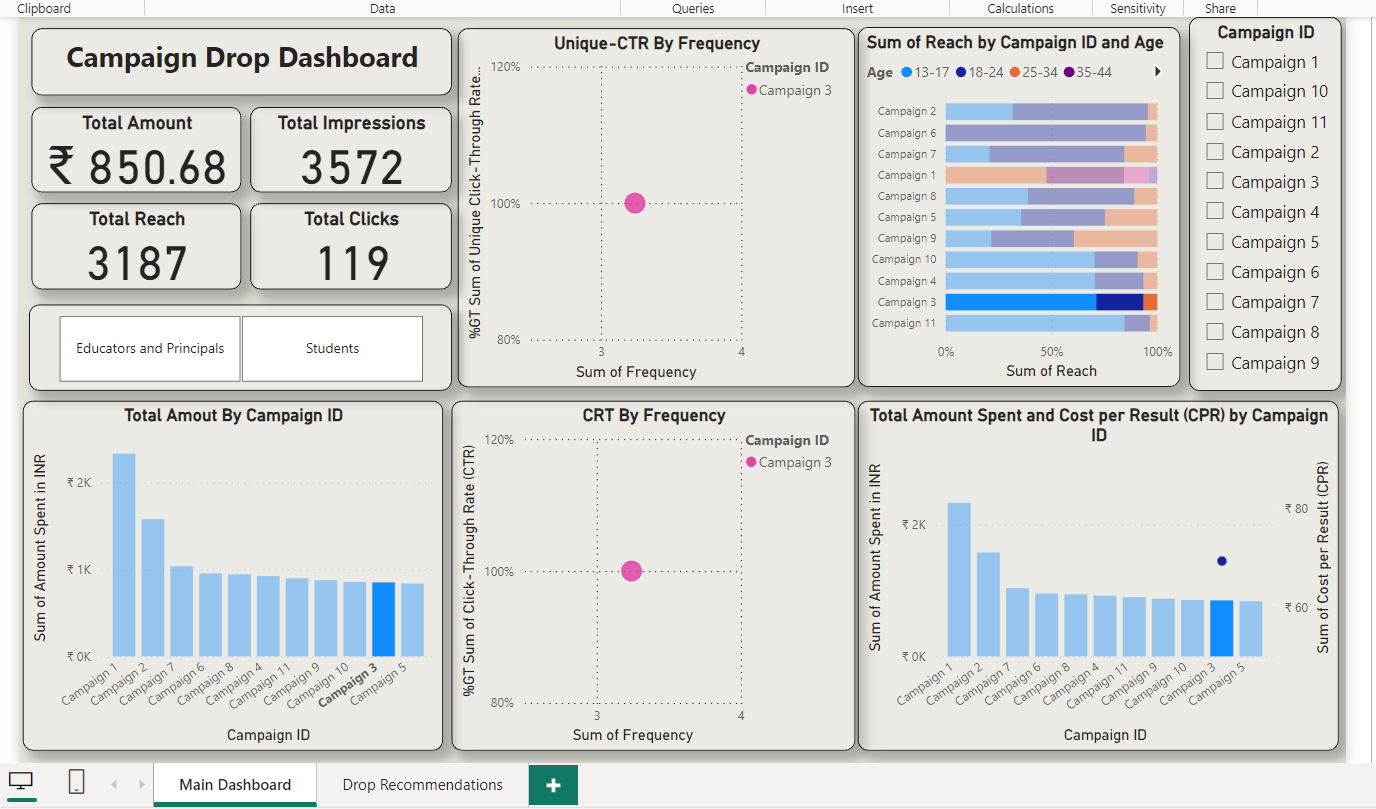 Clipboard
Data
Queries
Insert
Calculations
Sensitivity
Share
Campaign Drop Dashboard
Total Amount
₹ 850.68
Total Impressions
3572
Total Reach
3187
Total Clicks
119
Educators and Principals
Students
Unique-CTR By Frequency
%GT Sum of Unique Click-Through Rate...
120%
100%
80%
3
4
Sum of Frequency
Campaign ID
Campaign 3
Sum of Reach by Campaign ID and Age
Age 13-17 18-24 25-34 35-44
Campaign 2
Campaign 6
Campaign 7
Campaign 1
Campaign 8
Campaign 5
Campaign 9
Campaign 10
Campaign 4
Campaign 3
Campaign 11
0%
50%
100%
Sum of Reach
Campaign ID
Campaign 1
Campaign 10
Campaign 11
Campaign 2
Campaign 3
Campaign 4
Campaign 5
Campaign 6
Campaign 7
Campaign 8
Campaign 9
Total Amout By Campaign ID
Sum of Amount Spent in INR
₹ 2K
₹ 1K
₹ 0K
Campaign 1
Campaign 2
Campaign 7
Campaign 6
Campaign 8
Campaign 4
Campaign 11
Campaign 9
Campaign 10
Campaign 3
Campaign 5
Campaign ID
CRT By Frequency
%GT Sum of Click-Through Rate (CTR)
120%
100%
80%
3
4
Sum of Frequency
Campaign ID
Campaign 3
Total Amount Spent and Cost per Result (CPR) by Campaign
ID
Sum of Amount Spent in INR
₹ 2K
₹ 0K
₹ 80
₹ 60
Sum of Cost per Result (CPR)
Campaign 1
Campaign 2
Campaign 7
Campaign 6
Campaign 8
Campaign 4
Campaign 11
Campaign 9
Campaign 10
Campaign 3
Campaign 5
Campaign ID
Main Dashboard
Drop Recommendations